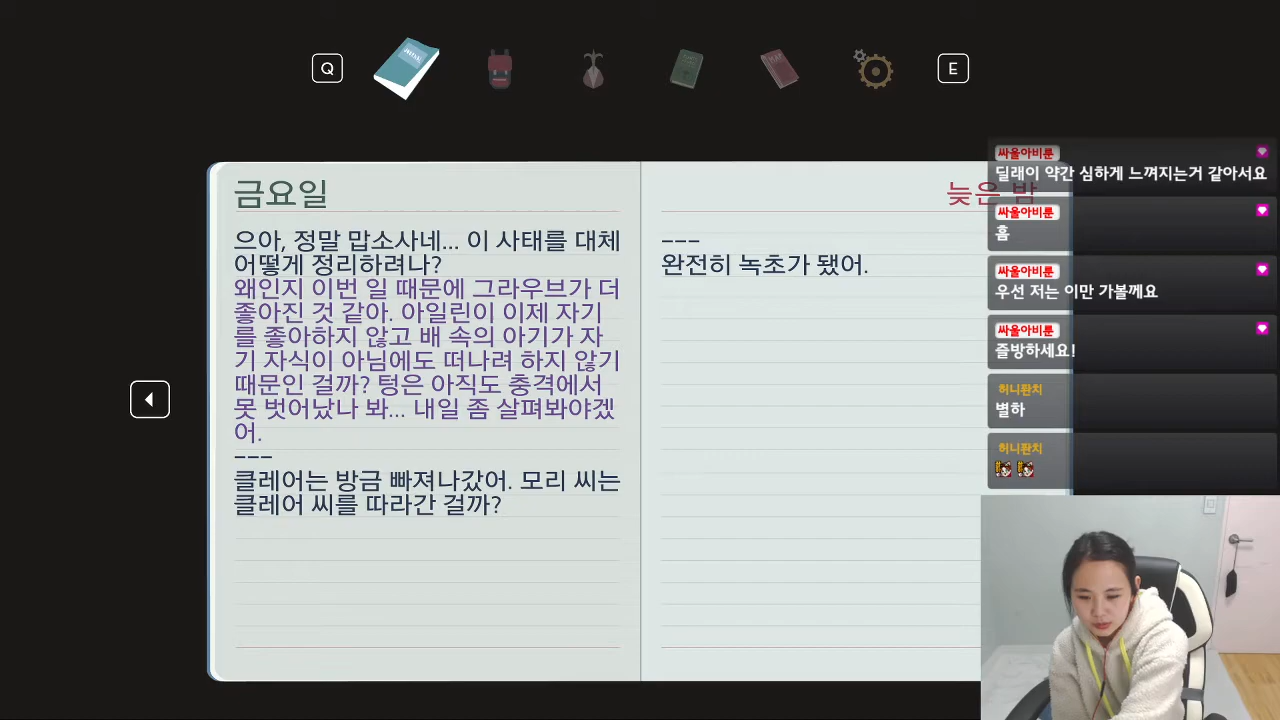 Q
E
금요일
으아, 정말 맙소사네... 이 사태를 대체
어떻게 정리하려나?
왜인지 이번 일 때문에 그라우브가 더
좋아진 것 같아. 아일린이 이제 자기
를 좋아하지 않고 배 속의 아기가 자
기 자식이 아님에도 떠나려 하지 않기
때문인 걸까? 텅은 아직도 충격에서
못 벗어났나 봐... 내일 좀 살펴봐야겠
어.
---
클레어는 방금 빠져나갔어. 모리 씨는
클레어 씨를 따라간 걸까?
늦은 밤
---
완전히 녹초가 됐어.
싸울아비룬
딜래이 약간 심하게 느껴지는거 같아서요
싸울아비룬
흠
싸울아비룬
우선 저는 이만 가볼께요
싸울아비룬
즐방하세요!
허니퐌치
별하
허니퐌치